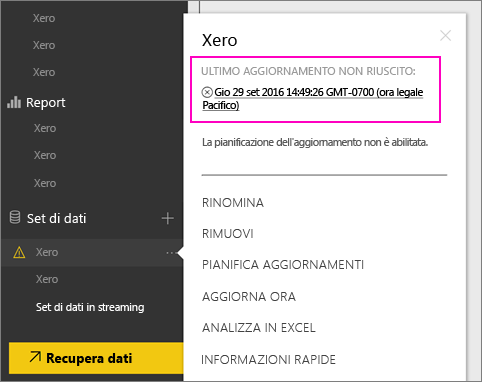 Xero
Xero
Xero
Report
Xero
Xero
Xero
Set di dati
Xero
Xero
Set di dati in streaming
Recupera dati
Xero
ULTIMO AGGIORNAMENTO NON RIUSCITO:
Gio 29 set 2016 14:49:26 GMT-0700 (ora legale
Pacifico)
La pianificazione dell'aggiornamento non è abilitata.
RINOMINA
RIMUOVI
PIANIFICA AGGIORNAMENTI
AGGIORNA ORA
ANALIZZA IN EXCEL
INFORMAZIONI RAPIDE